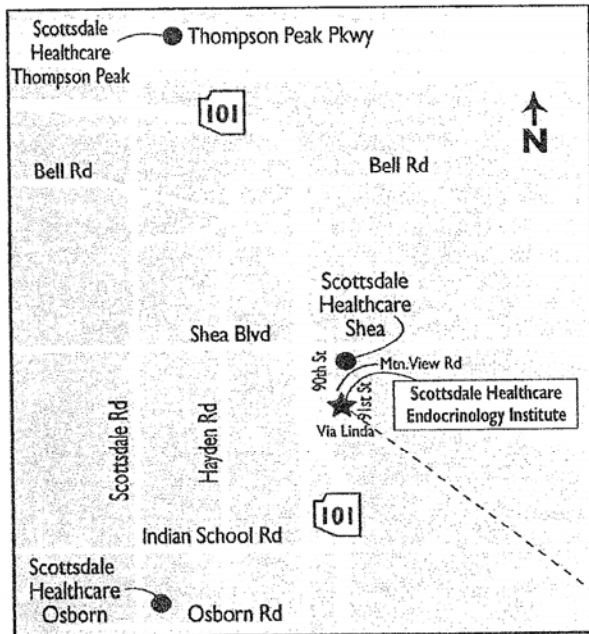 Scottsdale
Healthcare
Thompson Peak
Thompson Peak Pkwy
101
N
Bell Rd
Bell Rd
Scottsdale
Healthcare
Shea
Shea Blvd
90th St
Mtn.View Rd
91st St
Scottsdale Healthcare
Endocrinology Institute
Via Linda
Scottsdale Rd
Hayden Rd
101
Indian School Rd
Scottsdale
Healthcare
Osborn
Osborn Rd